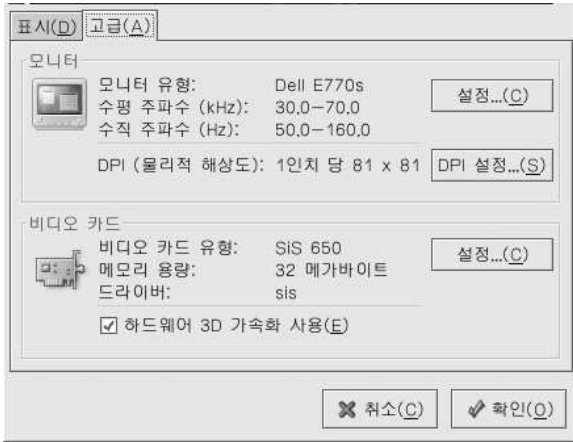 표시(D) 고급(A)
모니터
모니터 유형: Dell E770s
수평 주파수 (kHz): 30.0-70.0
수직 주파수 (Hz): 50.0-160.0
설정...(C)
DPI (물리적 해상도): 1인치 당 81 x 81
DPI 설정...(S)
비디오 카드
비디오 카드 유형: SiS 650
메모리 용량: 32 메가바이트
드라이버: sis
설정...(C)
하드웨어 3D 가속화 사용(E)
취소(C) 확인(O)